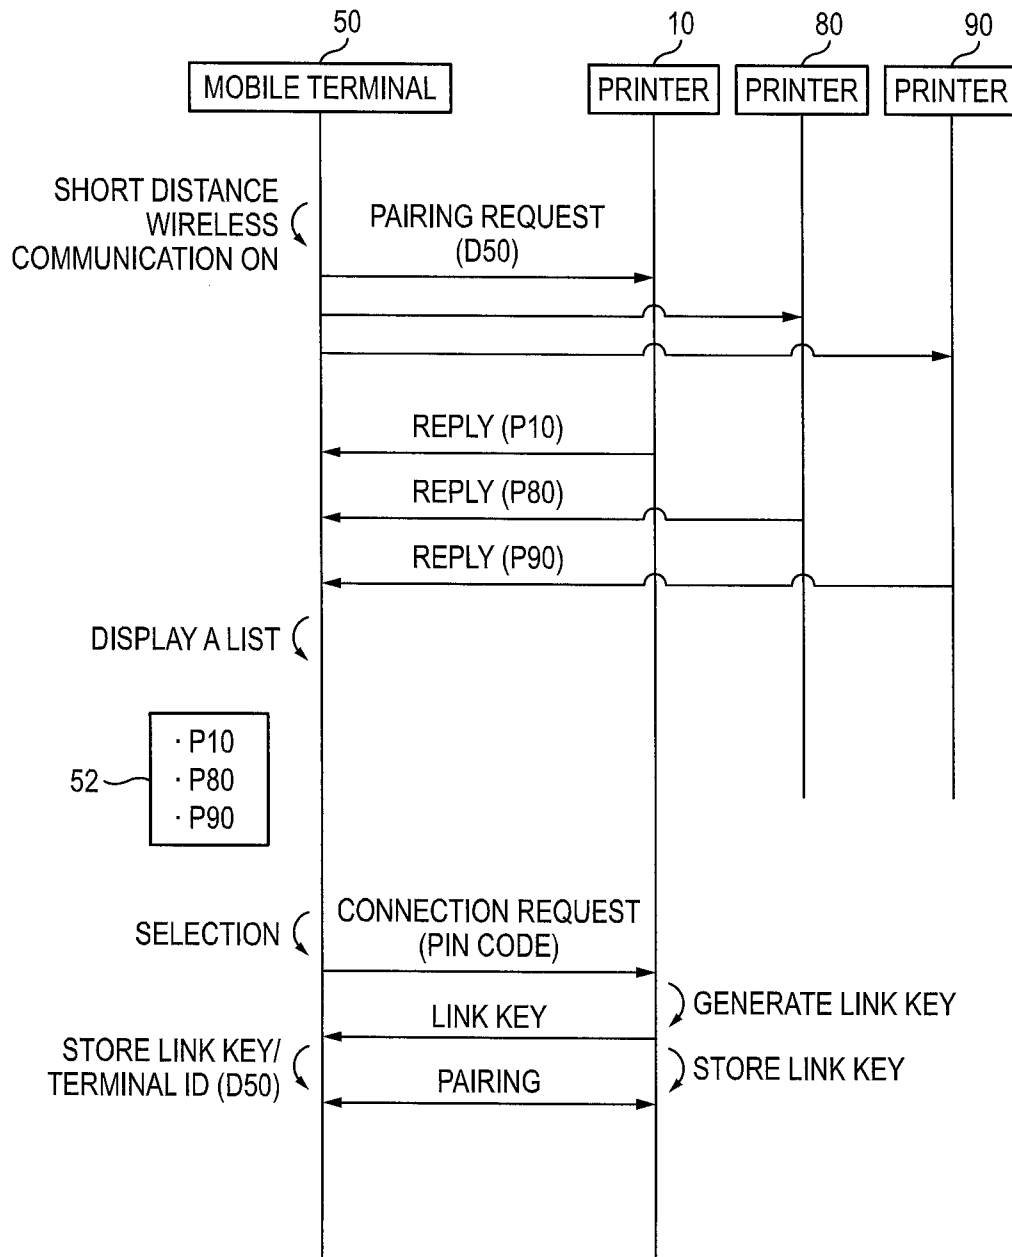 50
10
80
90
MOBILE TERMINAL
PRINTER
PRINTER
PRINTER
SHORT DISTANCE
WIRELESS
COMMUNICATION ON
PAIRING REQUEST
(D50)
REPLY (P10)
REPLY (P80)
REPLY (P90)
DISPLAY A LIST
52
· P10
· P80
· P90
SELECTION
CONNECTION REQUEST
(PIN CODE)
GENERATE LINK KEY
LINK KEY
STORE LINK KEY/
TERMINAL ID (D50)
STORE LINK KEY
PAIRING